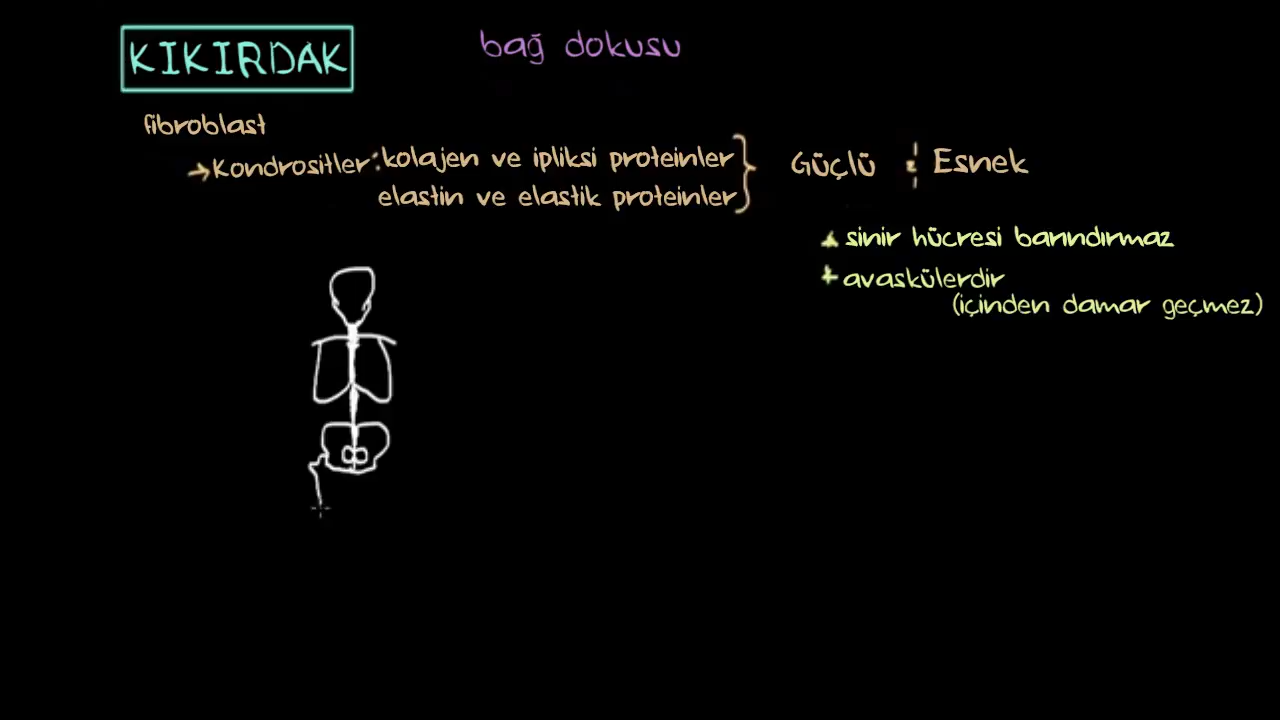 KIKIRDAK
bağ dokusu
fibroblast
→Kondrositler: kolajen ve ipliksi proteinler
elastin ve elastik proteinler
Güçlü : Esnek
sinir hücresi barındırmaz
+ avaskülerdir
(içinden damar geçmez)